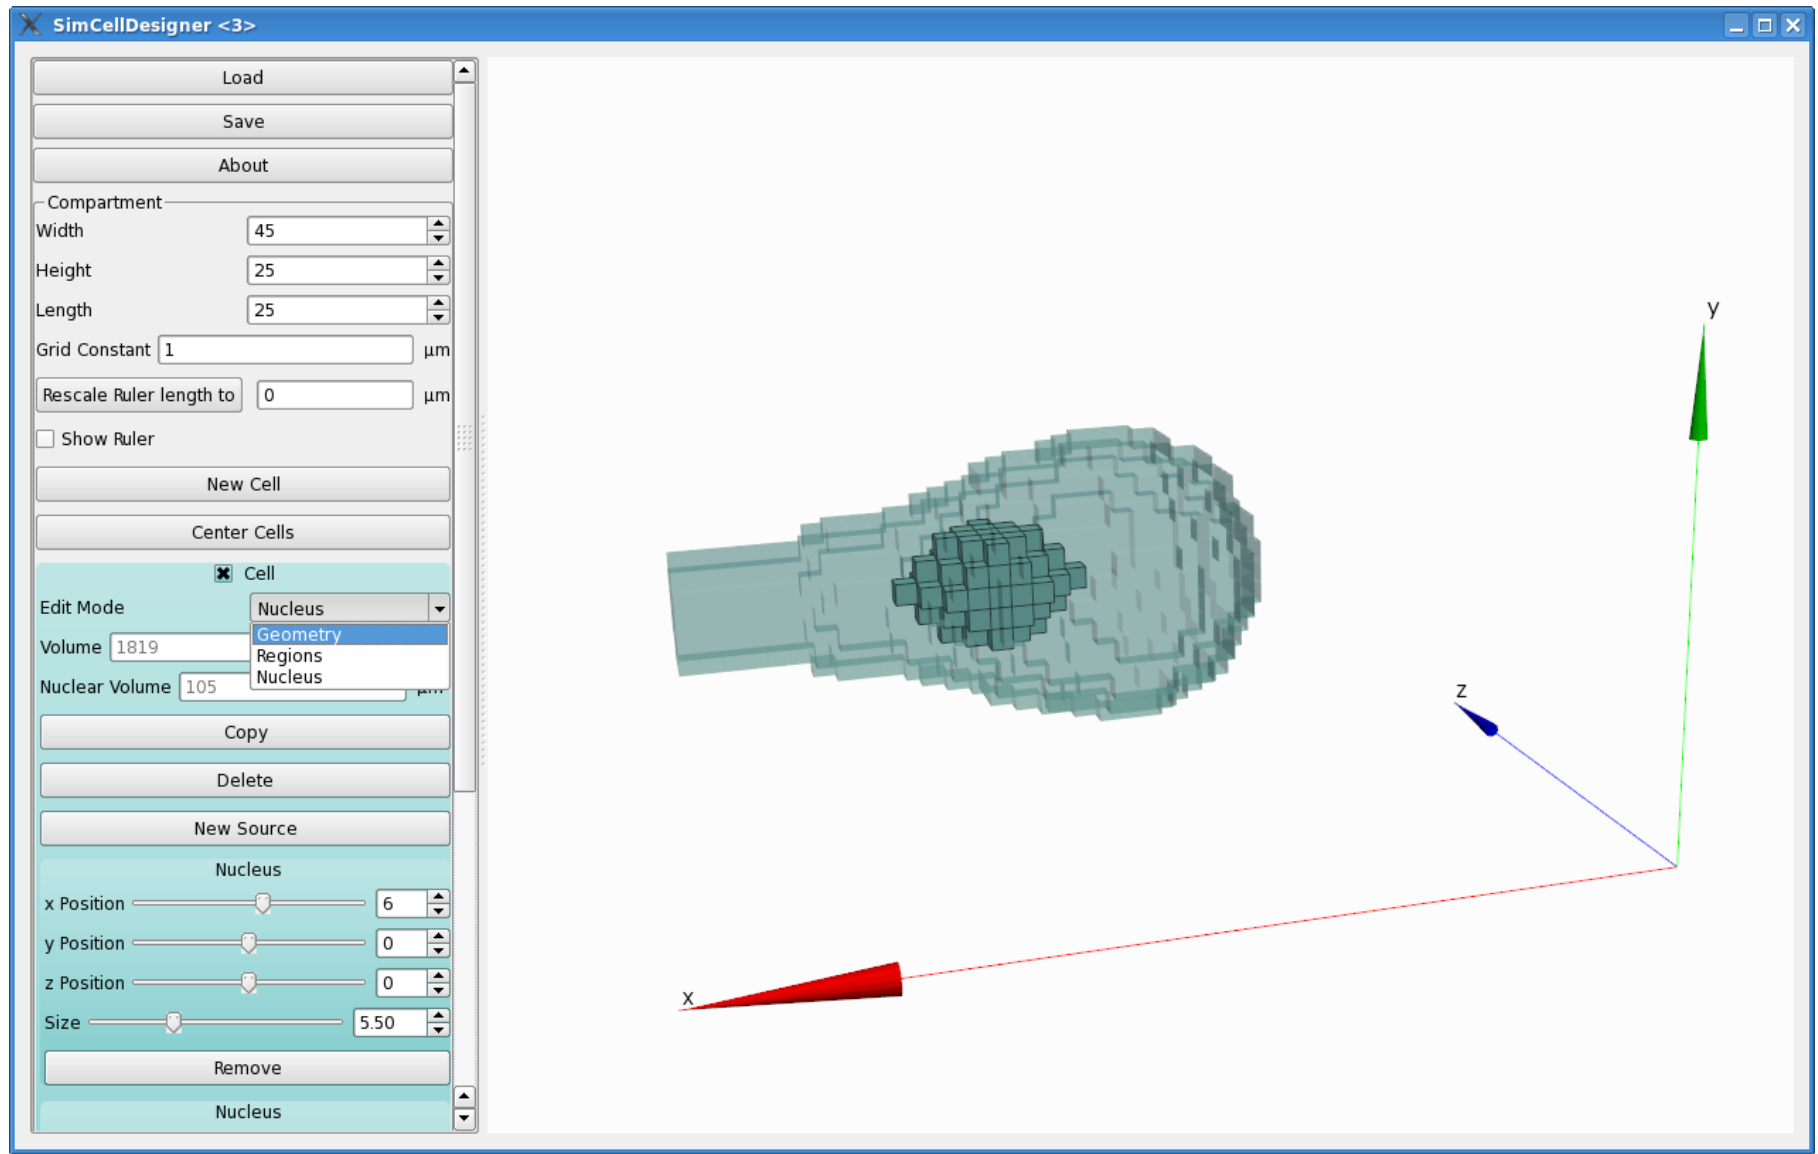 SimCellDesigner <3>
Load
Save
About
Compartment
Width 45
Height 25
Length 25
Grid Constant 1 µm
Rescale Ruler length to 0 µm
Show Ruler
New Cell
Center Cells
Cell
Edit Mode Nucleus
Geometry
Volume 1819
Regions
Nucleus
Nuclear Volume 105
Copy
Delete
New Source
Nucleus
x Position 6
y Position 0
z Position 0
Size 5.50
Remove
Nucleus
y
z
x